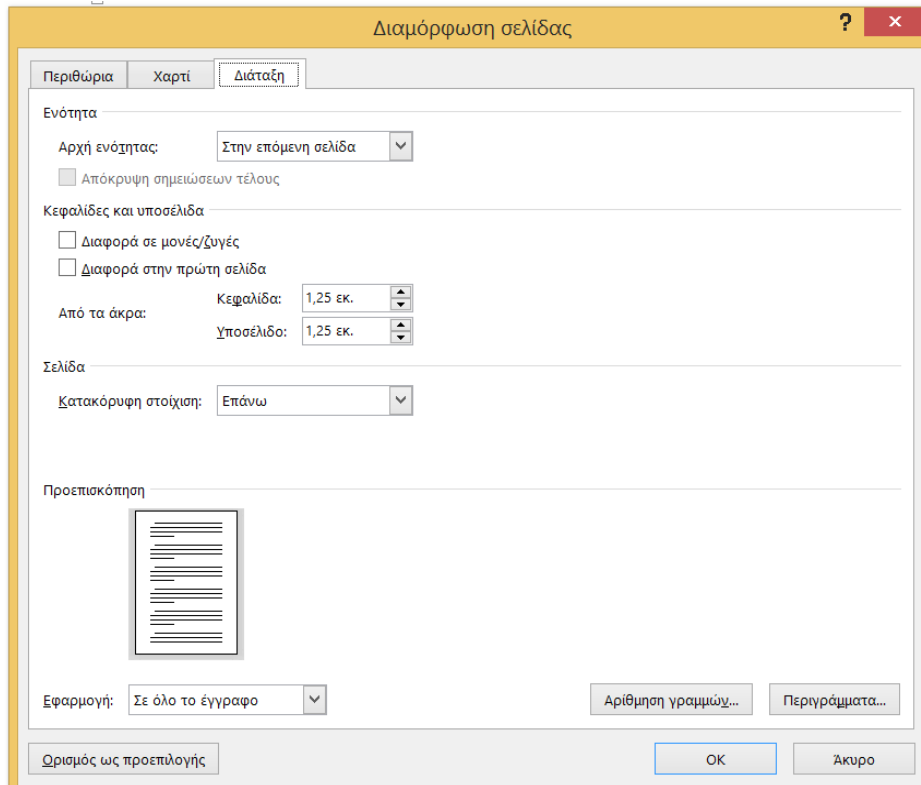 Διαμόρφωση σελίδας
?
Περιθώρια Χαρτί Διάταξη
Ενότητα
Αρχή ενότητας: Στην επόμενη σελίδα
Απόκρυψη σημειώσεων τέλους
Κεφαλίδες και υποσέλιδα
Διαφορά σε μονές/ζυγές
Διαφορά στην πρώτη σελίδα
Από τα άκρα:
Κεφαλίδα: 1,25 εκ.
Υποσέλιδο: 1,25 εκ.
Σελίδα
Κατακόρυφη στοίχιση: Επάνω
Προεπισκόπηση
Εφαρμογή: Σε όλο το έγγραφο
Αρίθμηση γραμμών... Περιγράμματα...
Ορισμός ως προεπιλογής OK Άκυρο